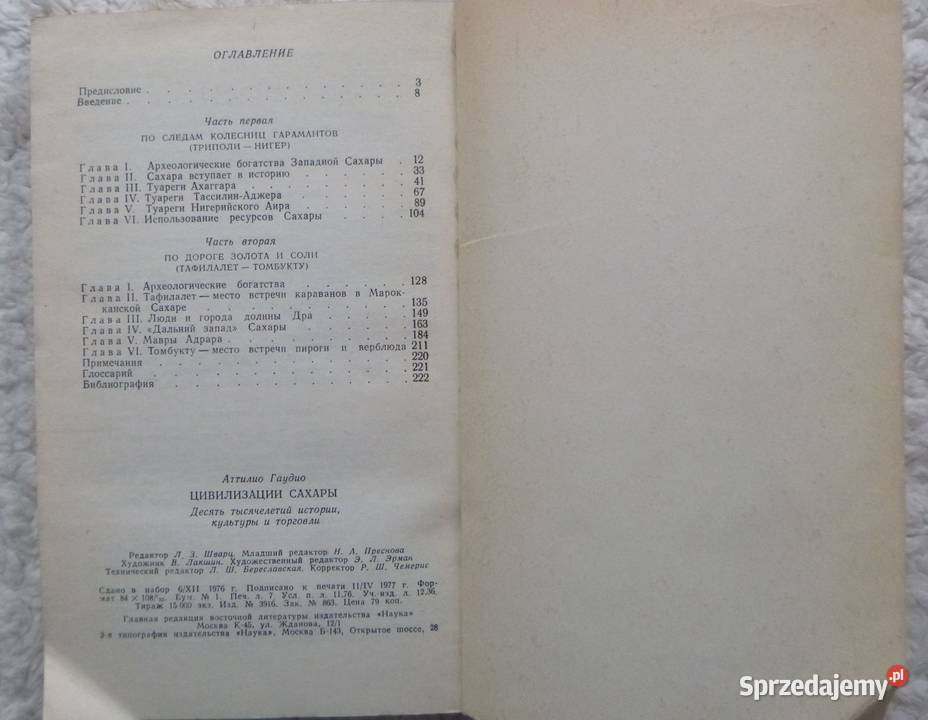 ОГЛАВЛЕНИЕ
Предисловие . . . . . . . . . . . . . 3
Введение . . . . . . . . . . . . . . 8
Часть первая
ПО СЛЕДАМ КОЛЕСНИЦ ГАРАМАНТОВ
(ТРИПОЛИ — НИГЕР)
Глава I. Археологические богатства Западной Сахары . 12
Глава II. Сахара вступает в историю . . . . . 33
Глава III. Туареги Ахаггара . . . . . . . 41
Глава IV. Туареги Тассилин-Аджера . . . . . 67
Глава V. Туареги Нигерийского Аира . . . . . 89
Глава VI. Использование ресурсов Сахары . . . . 104
Часть вторая
ПО ДОРОГЕ ЗОЛОТА И СОЛИ
(ТАФИЛАЛЕТ — ТОМБУКТУ)
Глава I. Археологические богатства . . . . . 128
Глава II. Тафилалет — место встречи караванов в Марок-
канской Сахаре . . . . . . . . . 135
Глава III. Люди и города долины Дра . . . . 149
Глава IV. «Дальний запад» Сахары . . . . . 163
Глава V. Мавры Адрара . . . . . . . . 184
Глава VI. Томбукту — место встречи пироги и верблюда 211
Примечания . . . . . . . . . . . . 220
Глоссарий . . . . . . . . . . . . 221
Библиография . . . . . . . . . . . 222
Аттилио Гаудио
ЦИВИЛИЗАЦИИ САХАРЫ
Десять тысячелетий истории,
культуры и торговли
Редактор Л. З. Шварц. Младший редактор Н. Л. Преснова
Художник В. Лакшин. Художественный редактор Э. Л. Эрман
Технический редактор Л. Ш. Береславская. Корректор Р. Ш. Чемерис
Сдано в набор 6/XII 1976 г. Подписано к печати 11/IV 1977 г. Фор-
мат 84 × 108/32. Бум. № 1. Печ. л. 7 Усл п. л. 11,76. Уч.-изд. л. 12,36.
Тираж 15 000 экз. Изд. № 3916. Зак. № 863. Цена 79 коп.
Главная редакция восточной литературы издательства «Наука»
Москва К-45, ул. Жданова, 12/1
3-я типография издательства «Наука», Москва Б-143, Открытое шоссе, 28
Sprzedajemy.pl